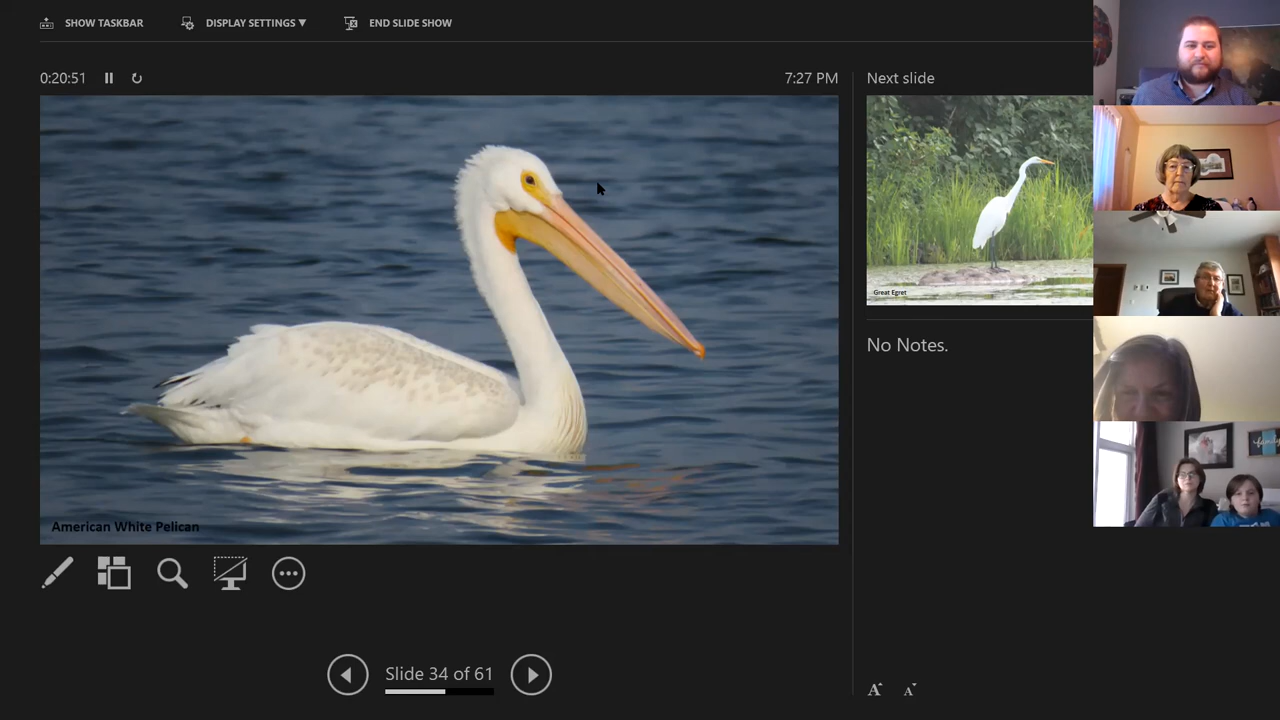 SHOW TASKBAR
DISPLAY SETTINGS ▼
END SLIDE SHOW
0:20:51
7:27 PM
Next slide
American White Pelican
Great Egret
No Notes.
Slide 34 of 61
A
A
family